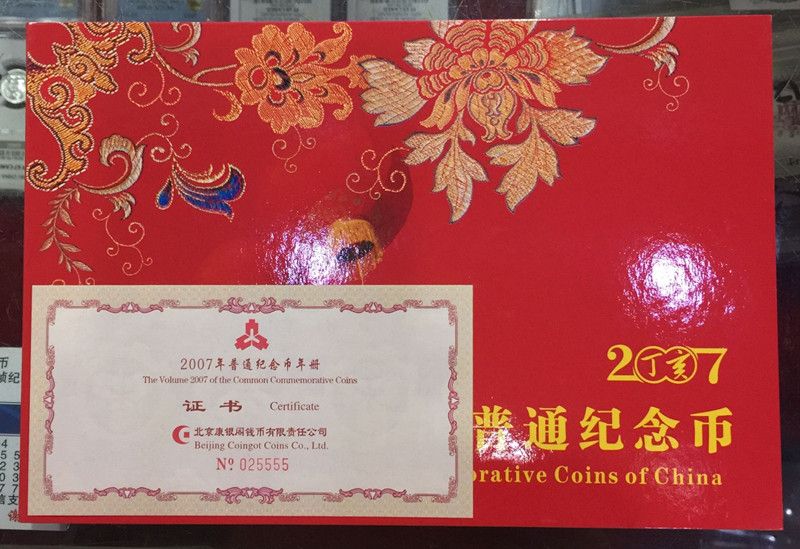 2007年普通纪念币年册
The Volume 2007 of the Common Commemorative Coins
证书 Certificate
北京康银阁钱币有限责任公司
Beijing Coingot Coins Co., Ltd.
№ 025555
2丁亥7
普通纪念币
orative Coins of China